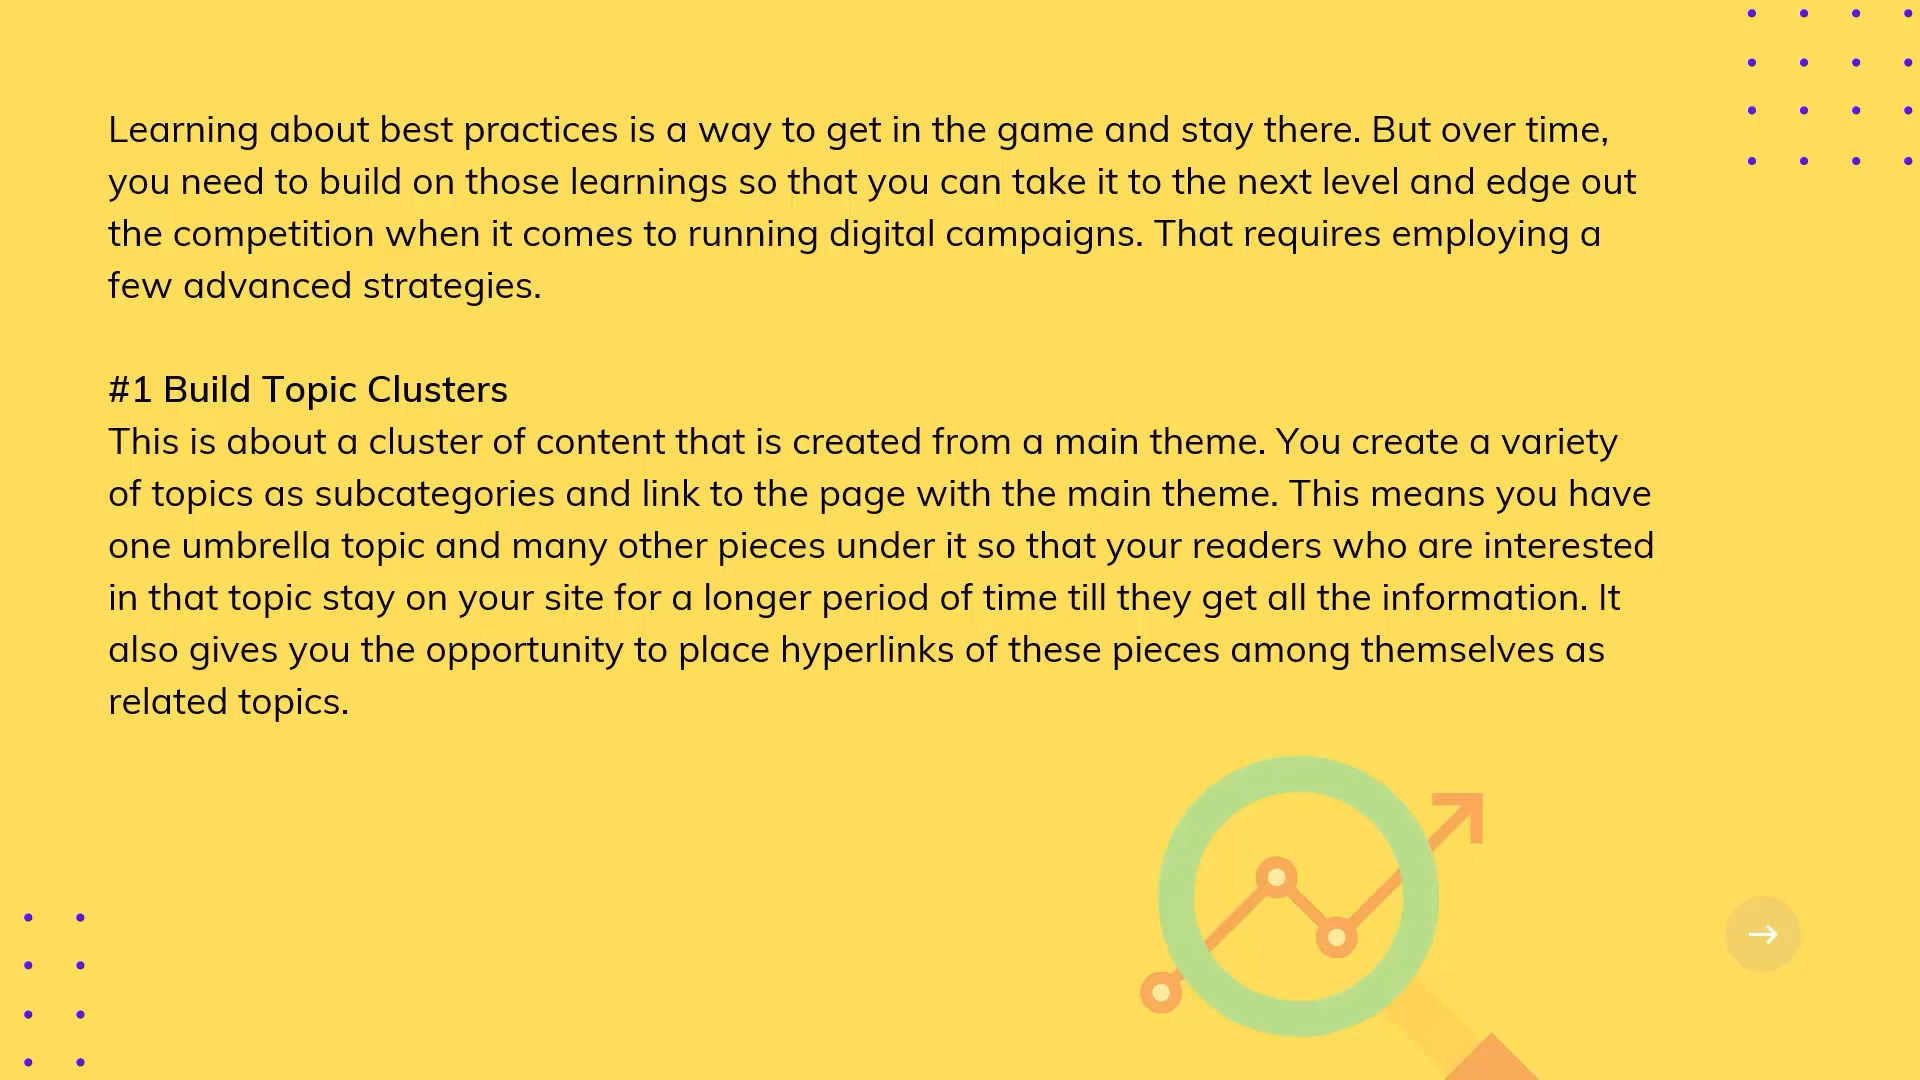 Learning about best practices is a way to get in the game and stay there. But over time,
you need to build on those learnings so that you can take it to the next level and edge out
the competition when it comes to running digital campaigns. That requires employing a
few advanced strategies.
#1 Build Topic Clusters
This is about a cluster of content that is created from a main theme. You create a variety
of topics as subcategories and link to the page with the main theme. This means you have
one umbrella topic and many other pieces under it so that your readers who are interested
in that topic stay on your site for a longer period of time till they get all the information. It
also gives you the opportunity to place hyperlinks of these pieces among themselves as
related topics.